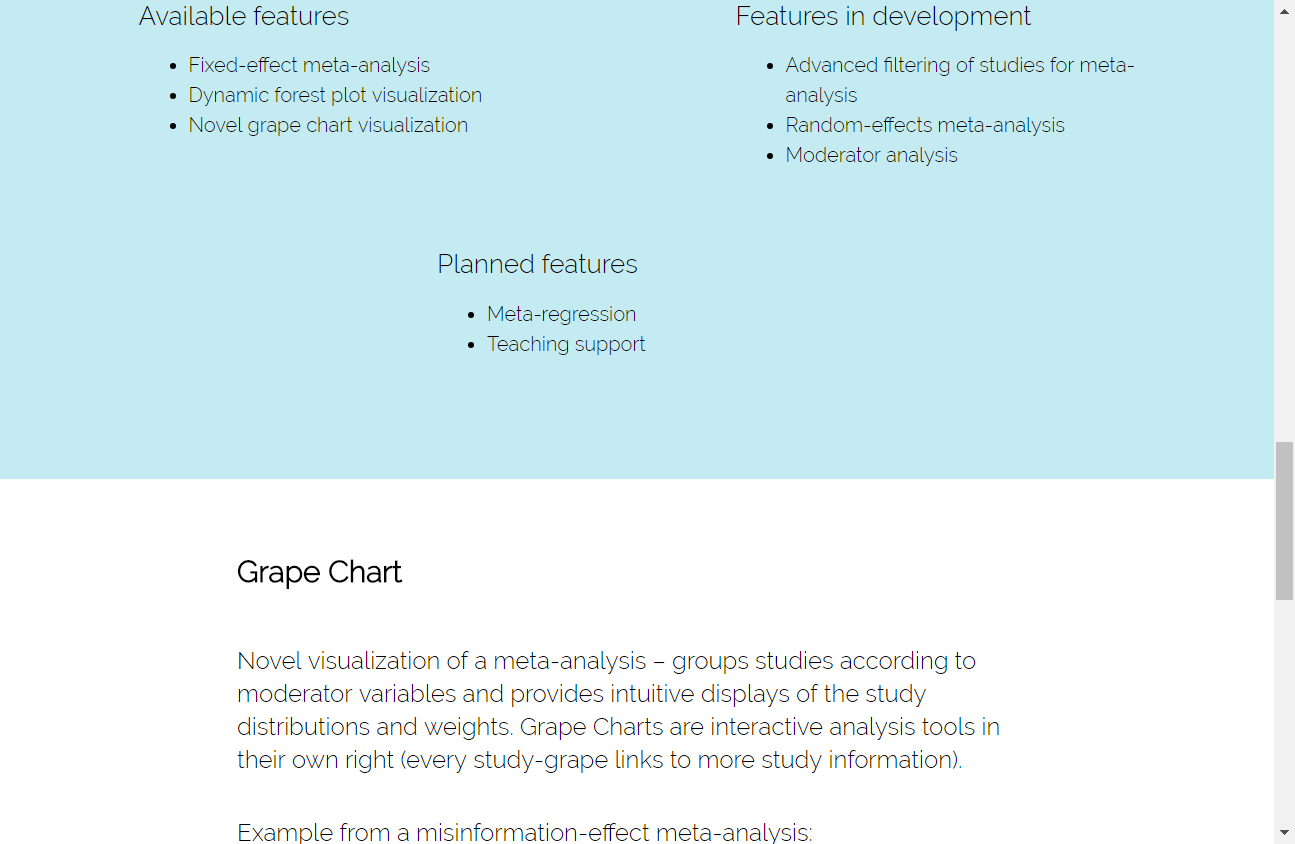 Available features
• Fixed-effect meta-analysis
• Dynamic forest plot visualization
• Novel grape chart visualization
Features in development
• Advanced filtering of studies for meta-
analysis
• Random-effects meta-analysis
• Moderator analysis
Planned features
• Meta-regression
• Teaching support
Grape Chart
Novel visualization of a meta-analysis – groups studies according to
moderator variables and provides intuitive displays of the study
distributions and weights. Grape Charts are interactive analysis tools in
their own right (every study-grape links to more study information).
Example from a misinformation-effect meta-analysis: